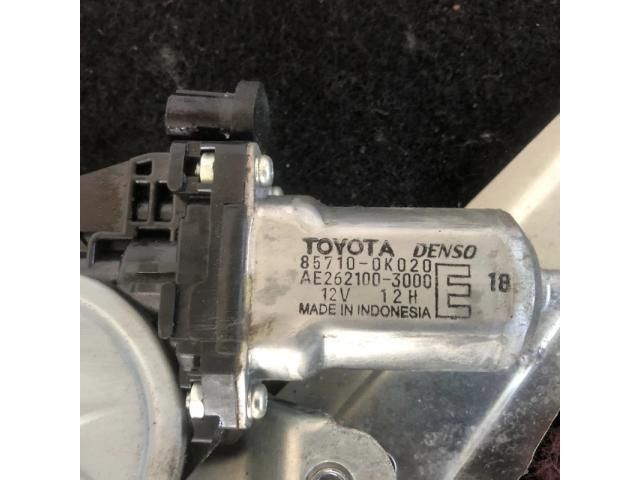 TOYOTA DENSO
85710-0K020
AE262100-3000
12V 12H
MADE IN INDONESIA
E 18